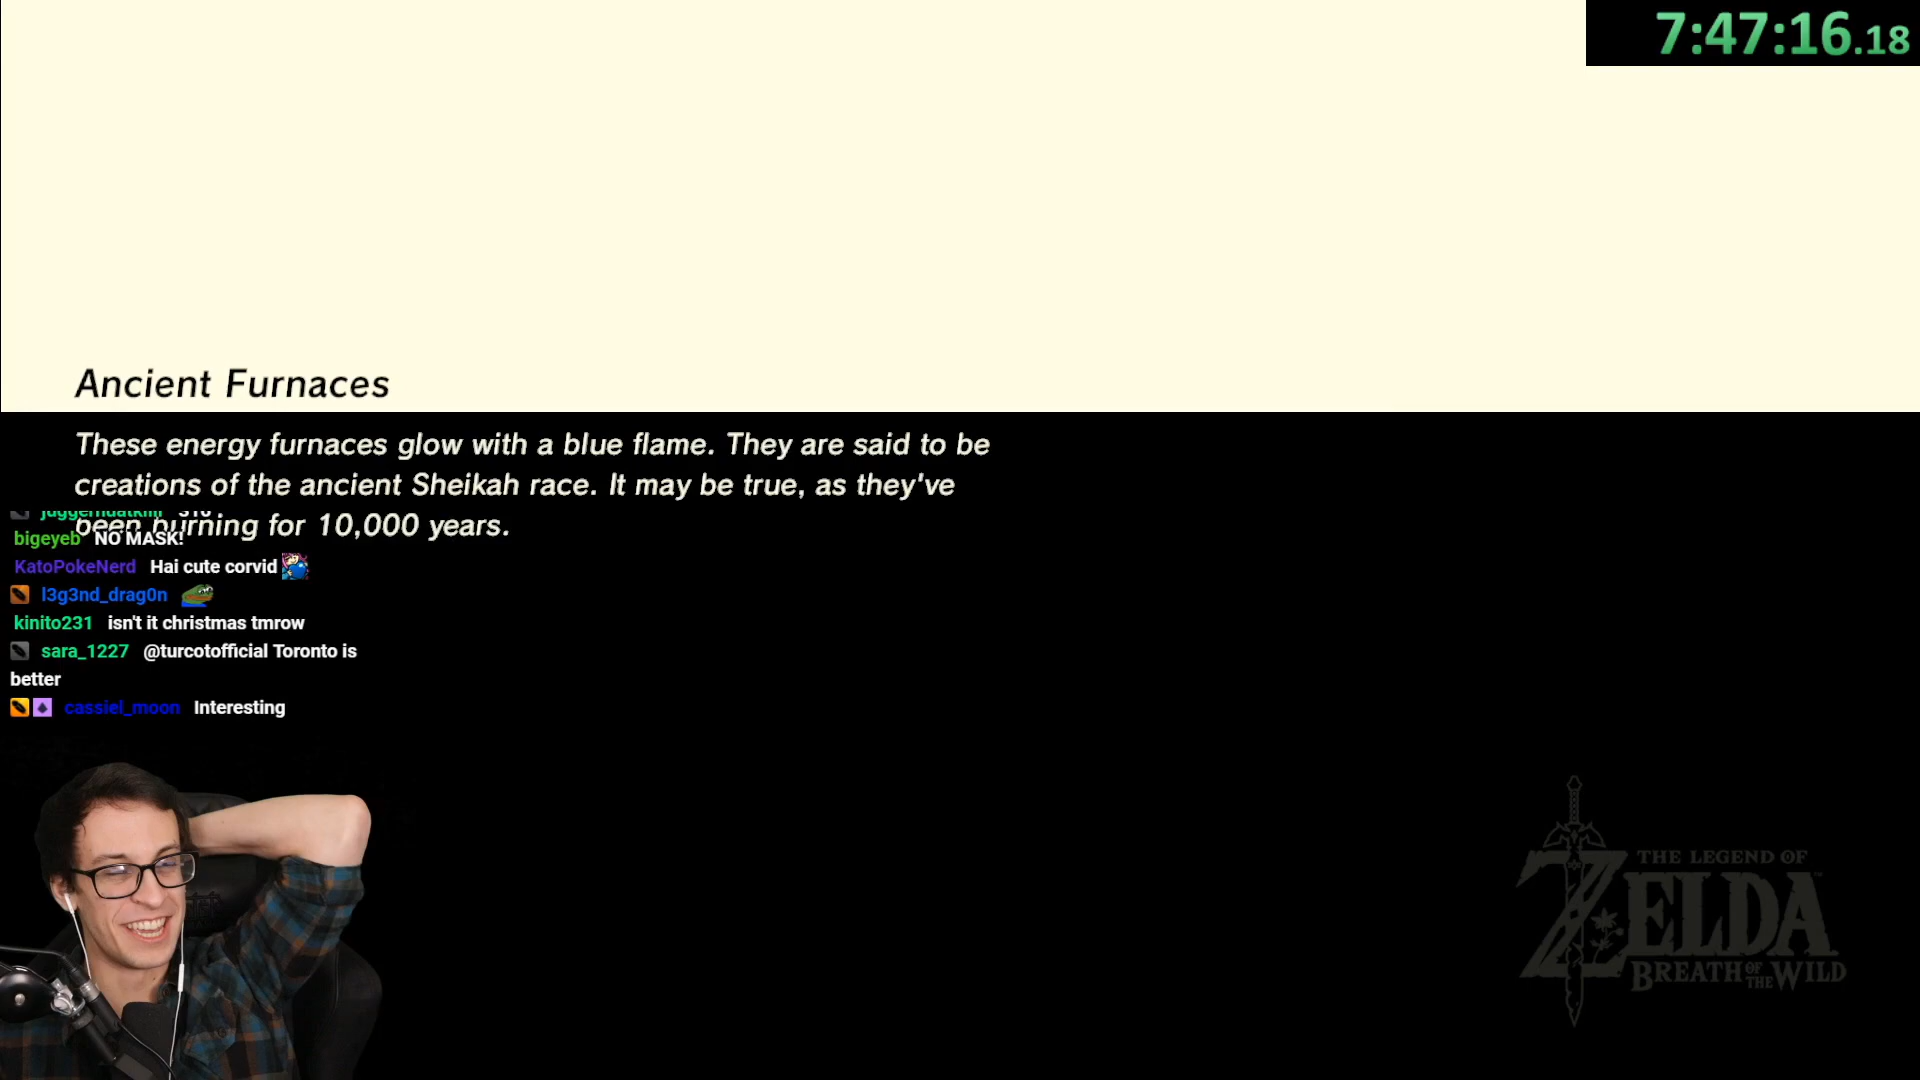 7:47:16.18
Ancient Furnaces
These energy furnaces glow with a blue flame. They are said to be
creations of the ancient Sheikah race. It may be true, as they've
been burning for 10,000 years.
bigeyeb NO MASK!
KatoPokeNerd Hai cute corvid
l3g3nd_drag0n
kinito231 isn't it christmas tmrow
sara_1227 @turcotofficial Toronto is
better
cassiel_moon Interesting
THE LEGEND OF
ZELDA
BREATH OF THE WILD